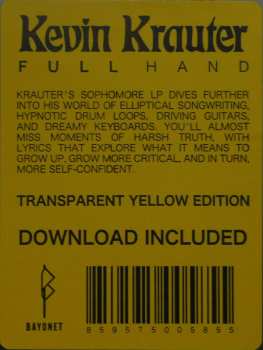 Kevin Krauter
FULL HAND
KRAUTER'S SOPHOMORE LP DIVES FURTHER
INTO HIS WORLD OF ELLIPTICAL SONGWRITING,
HYPNOTIC DRUM LOOPS, DRIVING GUITARS,
AND DREAMY KEYBOARDS. YOU'LL ALMOST
MISS MOMENTS OF HARSH TRUTH, WITH
LYRICS THAT EXPLORE WHAT IT MEANS TO
GROW UP, GROW MORE CRITICAL, AND IN TURN,
MORE SELF-CONFIDENT.
TRANSPARENT YELLOW EDITION
DOWNLOAD INCLUDED
BAYONET
859575005855